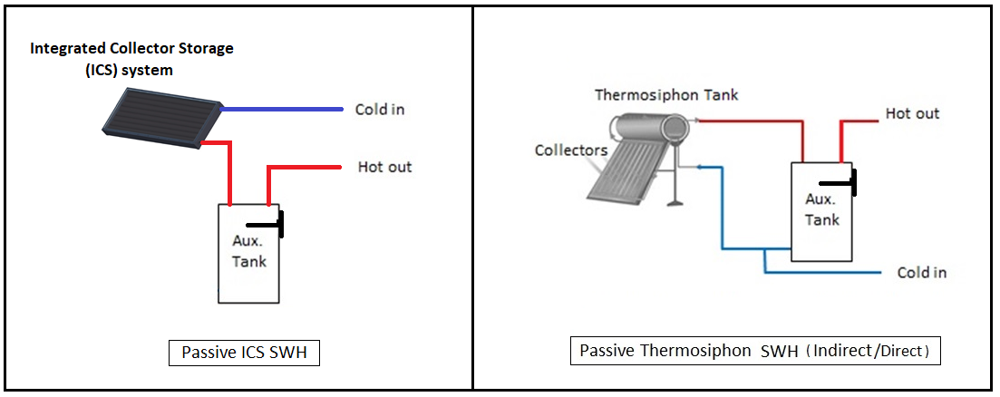 Integrated Collector Storage
(ICS) system
Cold in
Hot out
Aux.
Tank
Passive ICS SWH
Thermosiphon Tank
Hot out
Collectors
Aux.
Tank
Cold in
Passive Thermosiphon SWH (Indirect/Direct)